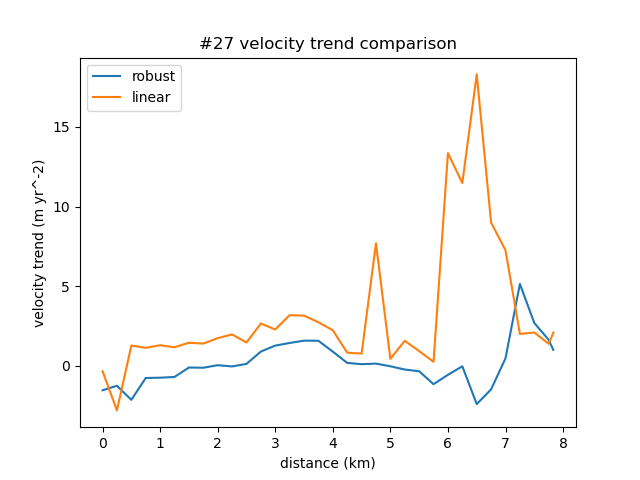 #27 velocity trend comparison
robust
linear
velocity trend (m yr^-2)
15
10
5
0
0 1 2 3 4 5 6 7 8
distance (km)